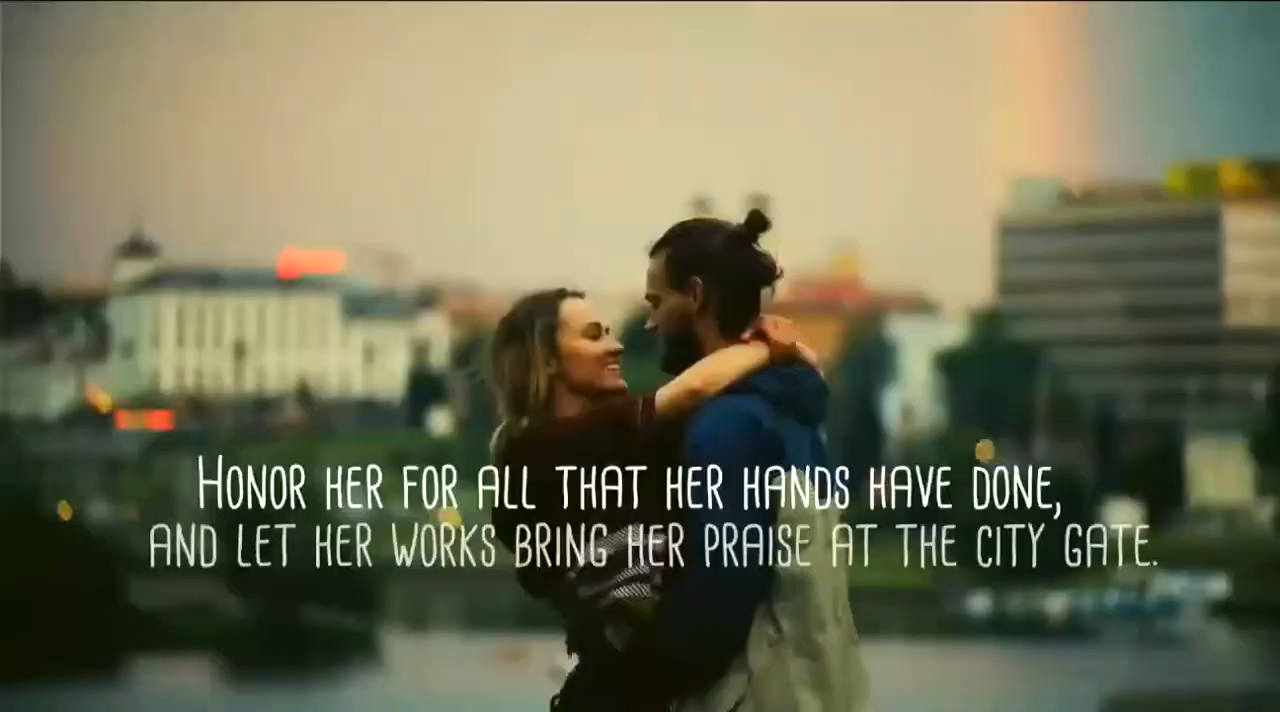 Honor her for all that her hands have done,
and let her works bring her praise at the city gate.